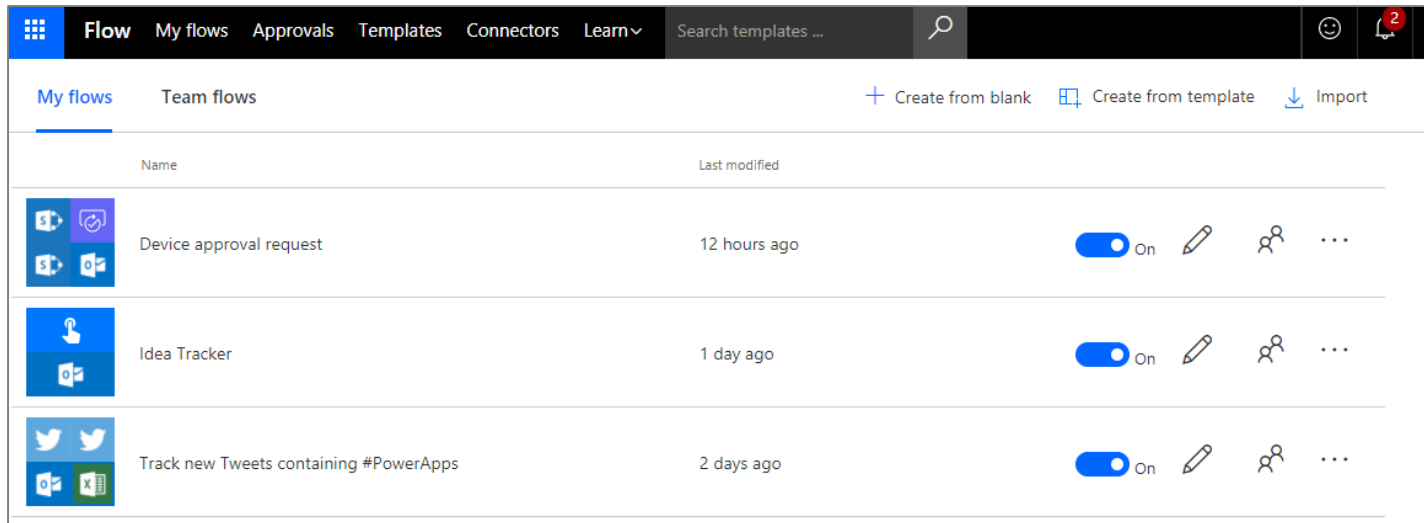 Flow My flows Approvals Templates Connectors Learn Search templates ... 2
My flows Team flows Create from blank Create from template Import
Name Last modified
Device approval request 12 hours ago On ...
Idea Tracker 1 day ago On ...
Track new Tweets containing #PowerApps 2 days ago On ...